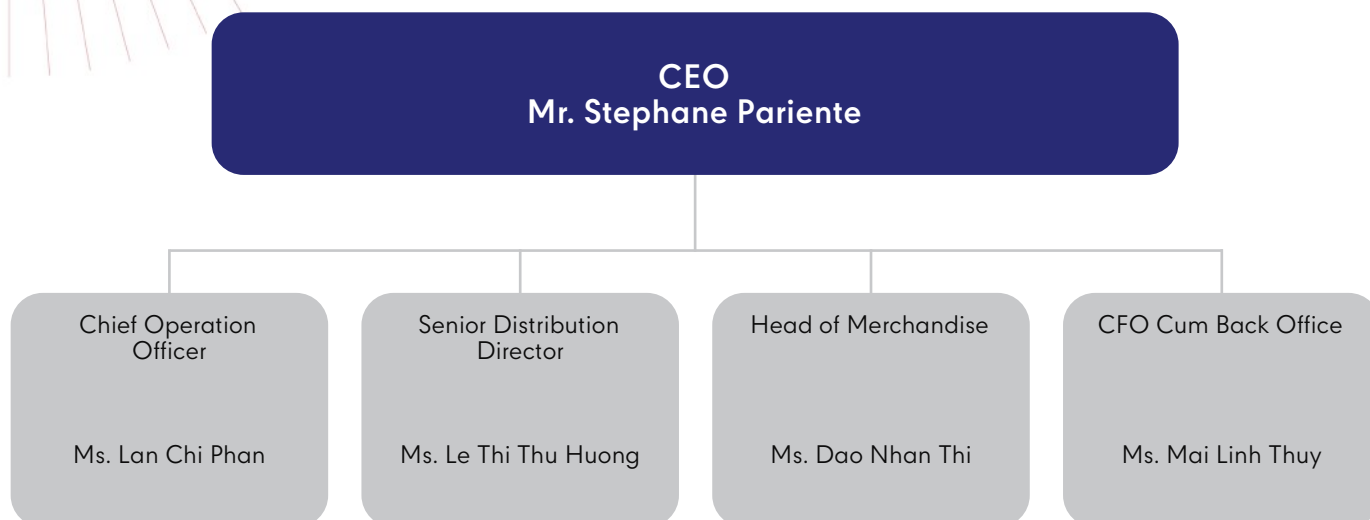 CEO
Mr. Stephane Pariente
Chief Operation
Officer
Ms. Lan Chi Phan
Senior Distribution
Director
Ms. Le Thi Thu Huong
Head of Merchandise
Ms. Dao Nhan Thi
CFO Cum Back Office
Ms. Mai Linh Thuy